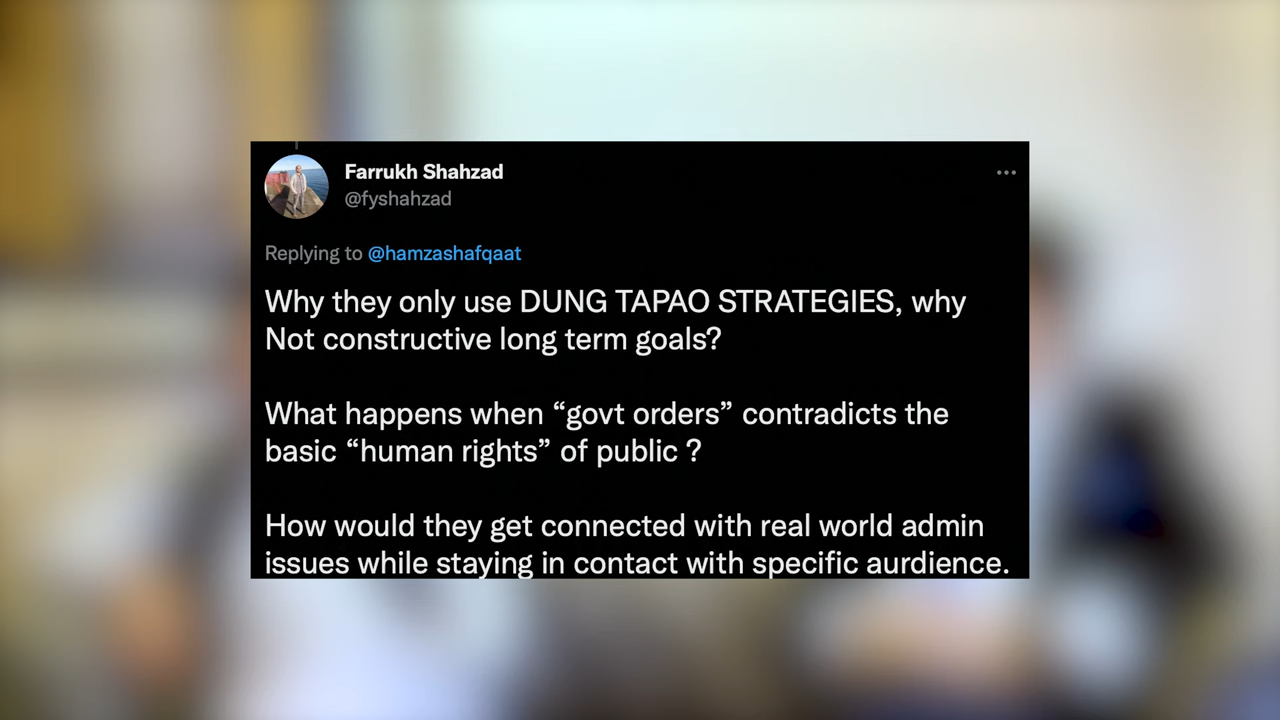 Farrukh Shahzad
@fyshahzad
Replying to @hamzashafqaat
Why they only use DUNG TAPAO STRATEGIES, why
Not constructive long term goals?
What happens when “govt orders” contradicts the
basic “human rights” of public ?
How would they get connected with real world admin
issues while staying in contact with specific aurdience.